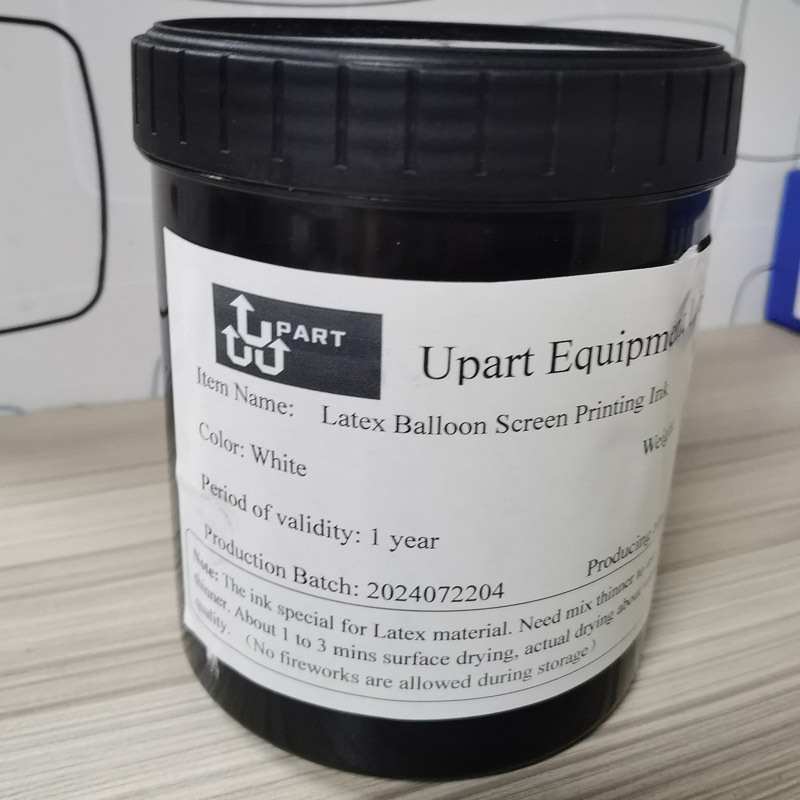 UPART
Upart Equipment
Item Name: Latex Balloon Screen Printing Ink
Color: White
Weight
Period of validity: 1 year
Production Batch: 2024072204
Producing
Note: The ink special for Latex material. Need mix thinner to
thinner. About 1 to 3 mins surface drying, actual drying about
quality. (No fireworks are allowed during storage)